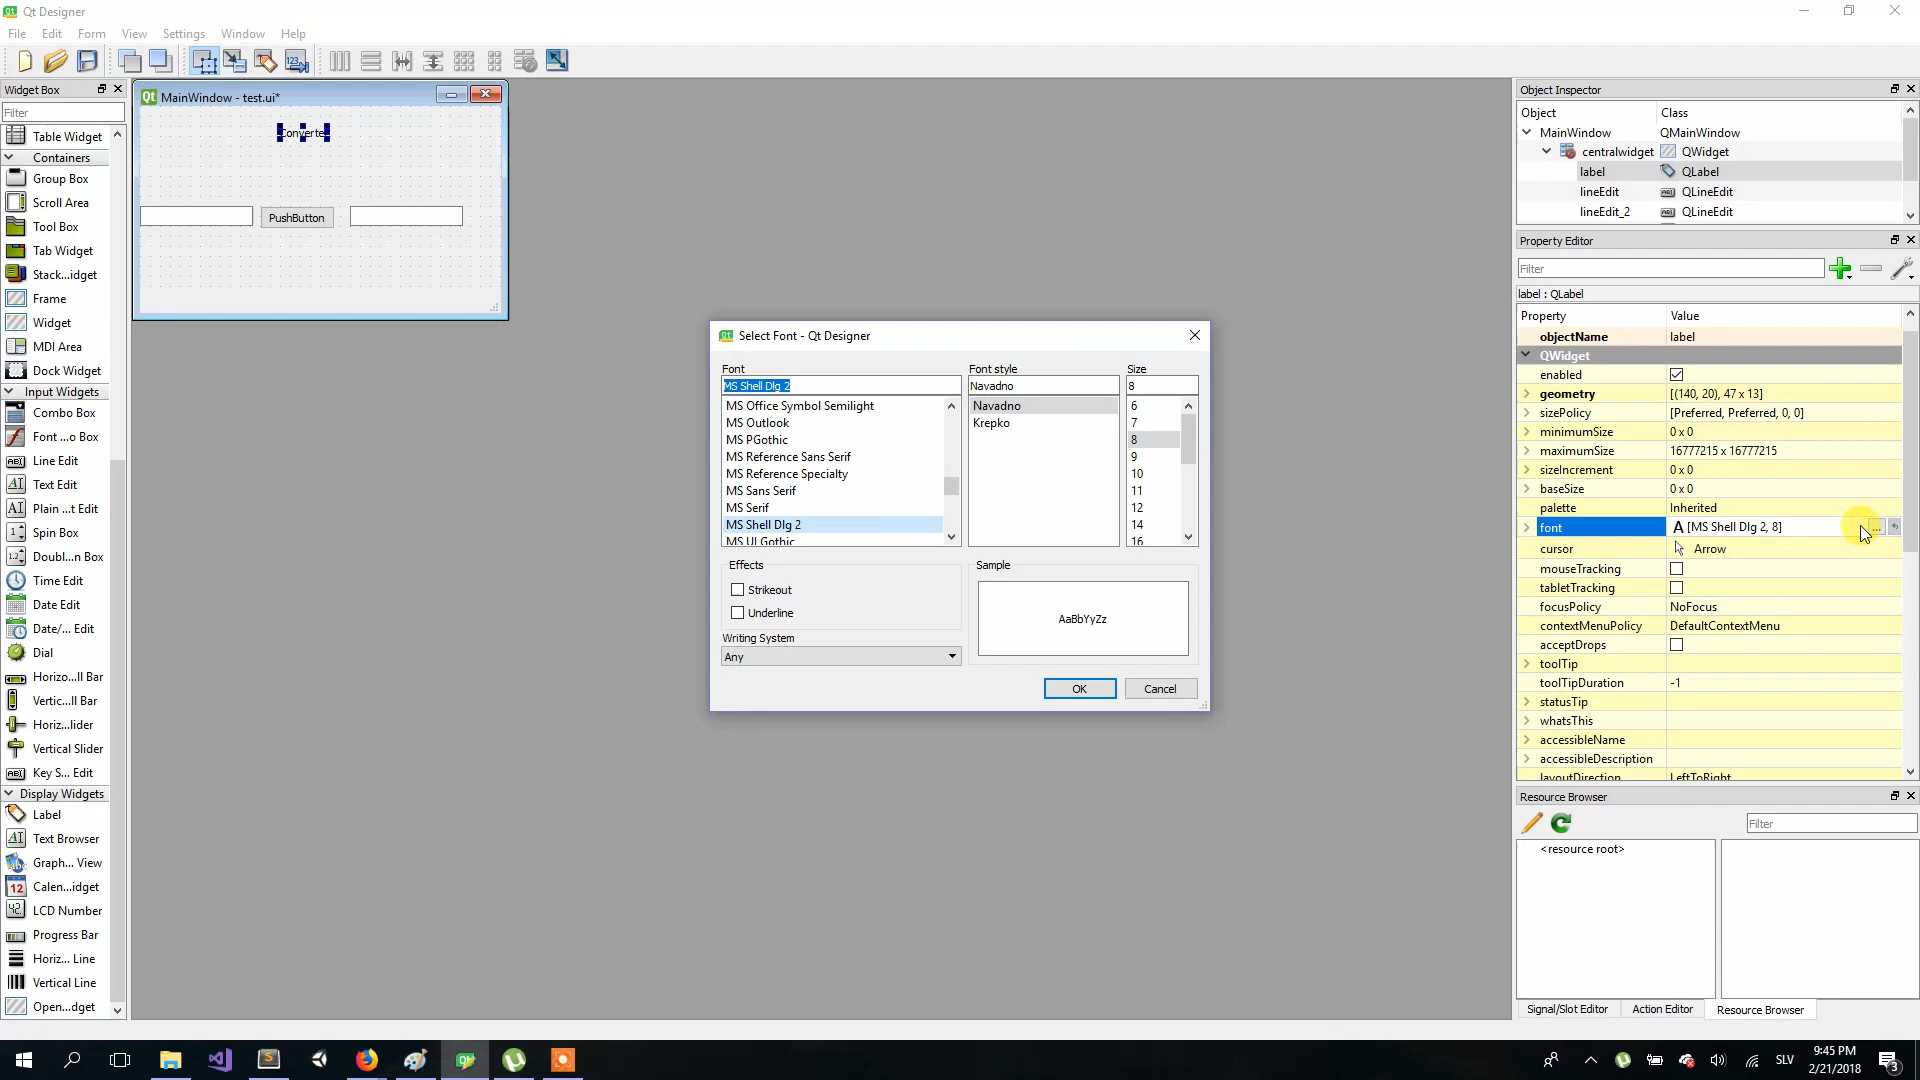 Qt Designer
File Edit Form View Settings Window Help
Widget Box
Filter
Table Widget
Containers
Group Box
Scroll Area
Tool Box
Tab Widget
Stack...idget
Frame
Widget
MDI Area
Dock Widget
Input Widgets
Combo Box
Font ...o Box
Line Edit
Text Edit
Plain ...t Edit
Spin Box
Doubl...n Box
Time Edit
Date Edit
Date/... Edit
Dial
Horizo...ll Bar
Vertic...ll Bar
Horiz...lider
Vertical Slider
Key S... Edit
Display Widgets
Label
Text Browser
Graph... View
Calen...idget
LCD Number
Progress Bar
Horiz... Line
Vertical Line
Open...dget
MainWindow - test.ui*
Converte
PushButton
Select Font - Qt Designer
Font
MS Shell Dlg 2
MS Office Symbol Semilight
MS Outlook
MS PGothic
MS Reference Sans Serif
MS Reference Specialty
MS Sans Serif
MS Serif
MS Shell Dlg 2
MS UI Gothic
Font style
Navadno
Navadno
Krepko
Size
8
6
7
8
9
10
11
12
14
16
Effects
Strikeout
Underline
Writing System
Any
Sample
AaBbYyZz
OK
Cancel
Object Inspector
Object Class
MainWindow QMainWindow
centralwidget QWidget
label QLabel
lineEdit QLineEdit
lineEdit_2 QLineEdit
Property Editor
Filter
label : QLabel
Property Value
objectName label
QWidget
enabled
geometry [(140, 20), 47 x 13]
sizePolicy [Preferred, Preferred, 0, 0]
minimumSize 0 x 0
maximumSize 16777215 x 16777215
sizeIncrement 0 x 0
baseSize 0 x 0
palette Inherited
font A [MS Shell Dlg 2, 8] ...
cursor Arrow
mouseTracking
tabletTracking
focusPolicy NoFocus
contextMenuPolicy DefaultContextMenu
acceptDrops
toolTip
toolTipDuration -1
statusTip
whatsThis
accessibleName
accessibleDescription
layoutDirection LeftToRight
Resource Browser
Filter
<resource root>
Signal/Slot Editor Action Editor Resource Browser
SLV
9:45 PM
2/21/2018
3